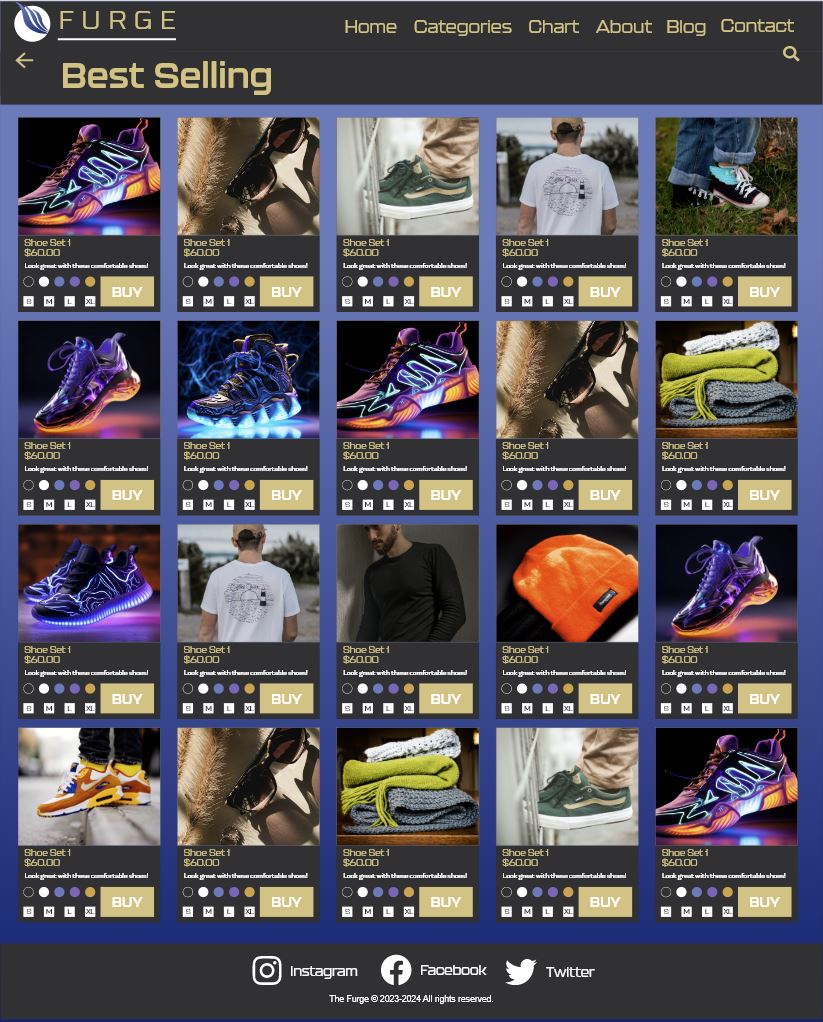 FURGE
Home Categories Chart About Blog Contact
Best Selling
Shoe Set 1
$60.00
Look great with these comfortable shoes!
S M L XL
BUY
Shoe Set 1
$60.00
Look great with these comfortable shoes!
S M L XL
BUY
Shoe Set 1
$60.00
Look great with these comfortable shoes!
S M L XL
BUY
Shoe Set 1
$60.00
Look great with these comfortable shoes!
S M L XL
BUY
Shoe Set 1
$60.00
Look great with these comfortable shoes!
S M L XL
BUY
Shoe Set 1
$60.00
Look great with these comfortable shoes!
S M L XL
BUY
Shoe Set 1
$60.00
Look great with these comfortable shoes!
S M L XL
BUY
Shoe Set 1
$60.00
Look great with these comfortable shoes!
S M L XL
BUY
Shoe Set 1
$60.00
Look great with these comfortable shoes!
S M L XL
BUY
Shoe Set 1
$60.00
Look great with these comfortable shoes!
S M L XL
BUY
Shoe Set 1
$60.00
Look great with these comfortable shoes!
S M L XL
BUY
Shoe Set 1
$60.00
Look great with these comfortable shoes!
S M L XL
BUY
Shoe Set 1
$60.00
Look great with these comfortable shoes!
S M L XL
BUY
Shoe Set 1
$60.00
Look great with these comfortable shoes!
S M L XL
BUY
Shoe Set 1
$60.00
Look great with these comfortable shoes!
S M L XL
BUY
Shoe Set 1
$60.00
Look great with these comfortable shoes!
S M L XL
BUY
Shoe Set 1
$60.00
Look great with these comfortable shoes!
S M L XL
BUY
Shoe Set 1
$60.00
Look great with these comfortable shoes!
S M L XL
BUY
Shoe Set 1
$60.00
Look great with these comfortable shoes!
S M L XL
BUY
Shoe Set 1
$60.00
Look great with these comfortable shoes!
S M L XL
BUY
Instagram Facebook Twitter
The Furge © 2023-2024 All rights reserved.